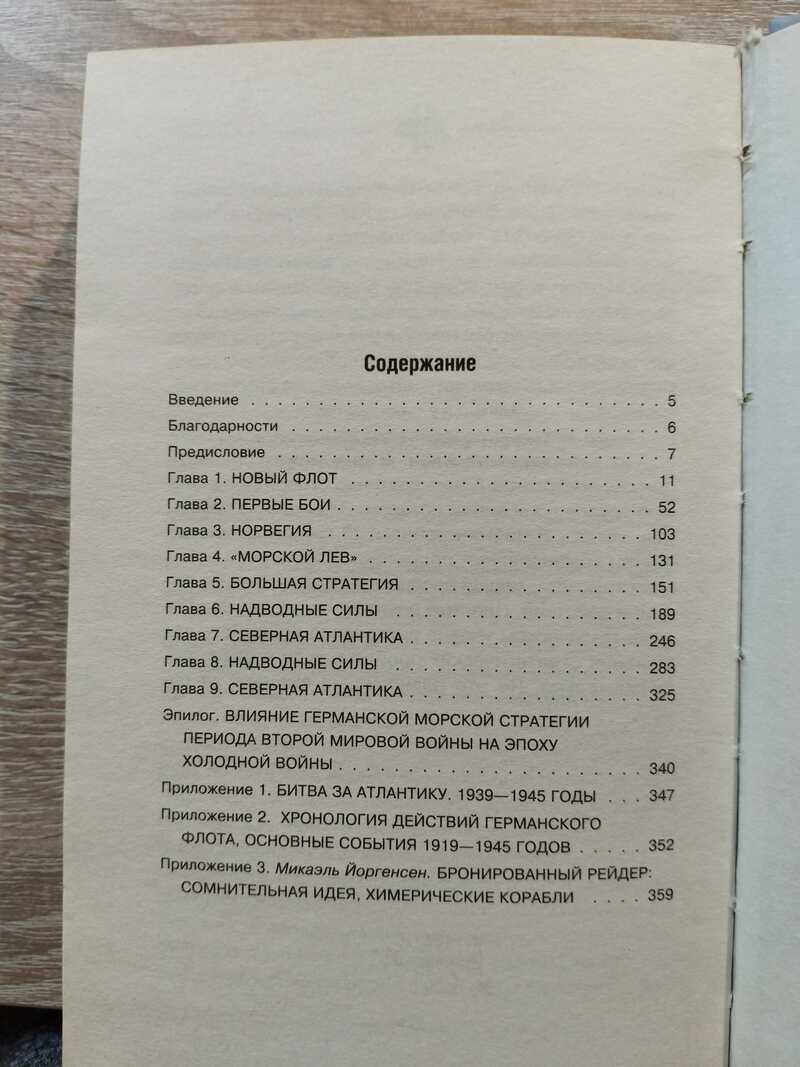 Содержание
Введение . . . . . . . . . . . . . . . . . . . . . . . . . . . . . . . 5
Благодарности . . . . . . . . . . . . . . . . . . . . . . . . . . . . 6
Предисловие . . . . . . . . . . . . . . . . . . . . . . . . . . . . . 7
Глава 1. НОВЫЙ ФЛОТ . . . . . . . . . . . . . . . . . . . . . . 11
Глава 2. ПЕРВЫЕ БОИ . . . . . . . . . . . . . . . . . . . . . . . 52
Глава 3. НОРВЕГИЯ . . . . . . . . . . . . . . . . . . . . . . . 103
Глава 4. «МОРСКОЙ ЛЕВ» . . . . . . . . . . . . . . . . . . . . 131
Глава 5. БОЛЬШАЯ СТРАТЕГИЯ . . . . . . . . . . . . . . . . . . 151
Глава 6. НАДВОДНЫЕ СИЛЫ . . . . . . . . . . . . . . . . . . 189
Глава 7. СЕВЕРНАЯ АТЛАНТИКА . . . . . . . . . . . . . . . . . 246
Глава 8. НАДВОДНЫЕ СИЛЫ . . . . . . . . . . . . . . . . . . 283
Глава 9. СЕВЕРНАЯ АТЛАНТИКА . . . . . . . . . . . . . . . . . 325
Эпилог. ВЛИЯНИЕ ГЕРМАНСКОЙ МОРСКОЙ СТРАТЕГИИ
ПЕРИОДА ВТОРОЙ МИРОВОЙ ВОЙНЫ НА ЭПОХУ
ХОЛОДНОЙ ВОЙНЫ . . . . . . . . . . . . . . . . . . . . . . . 340
Приложение 1. БИТВА ЗА АТЛАНТИКУ. 1939—1945 ГОДЫ . . . 347
Приложение 2. ХРОНОЛОГИЯ ДЕЙСТВИЙ ГЕРМАНСКОГО
ФЛОТА, ОСНОВНЫЕ СОБЫТИЯ 1919—1945 ГОДОВ . . . . . 352
Приложение 3. Микаэль Йоргенсен. БРОНИРОВАННЫЙ РЕЙДЕР:
СОМНИТЕЛЬНАЯ ИДЕЯ, ХИМЕРИЧЕСКИЕ КОРАБЛИ . . . . 359